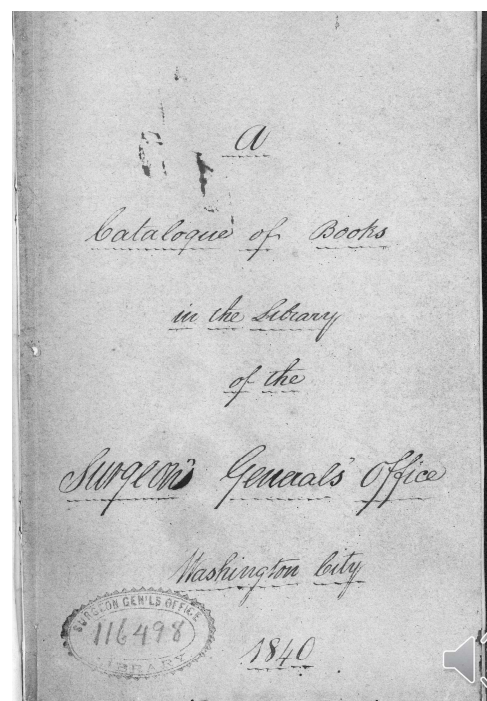 A
Catalogue of Books
in the Library
of the
Surgeon's Generals' Office
Washington City
1840
SURGEON GEN'LS OFFICE
116498
LIBRARY